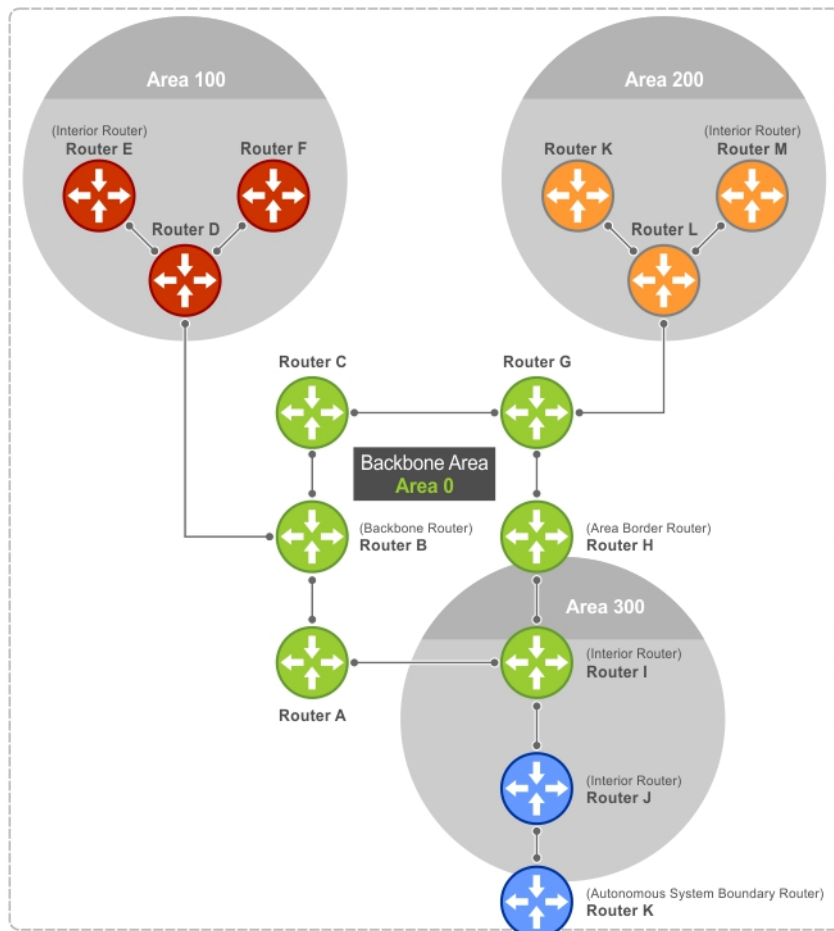 Area 100
Area 200
(Interior Router)
Router E
Router F
Router D
Router K
(Interior Router)
Router M
Router L
Router C
Router G
Backbone Area
Area 0
(Backbone Router)
Router B
(Area Border Router)
Router H
Area 300
Router A
(Interior Router)
Router I
(Interior Router)
Router J
(Autonomous System Boundary Router)
Router K